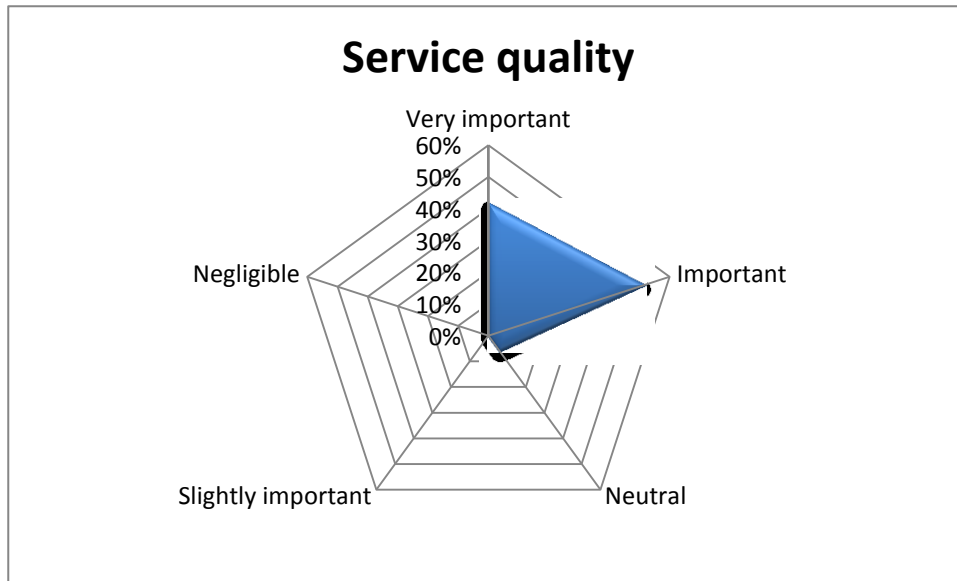 Service quality
Very important
60%
50%
40%
30%
20%
10%
0%
Important
Neutral
Slightly important
Negligible